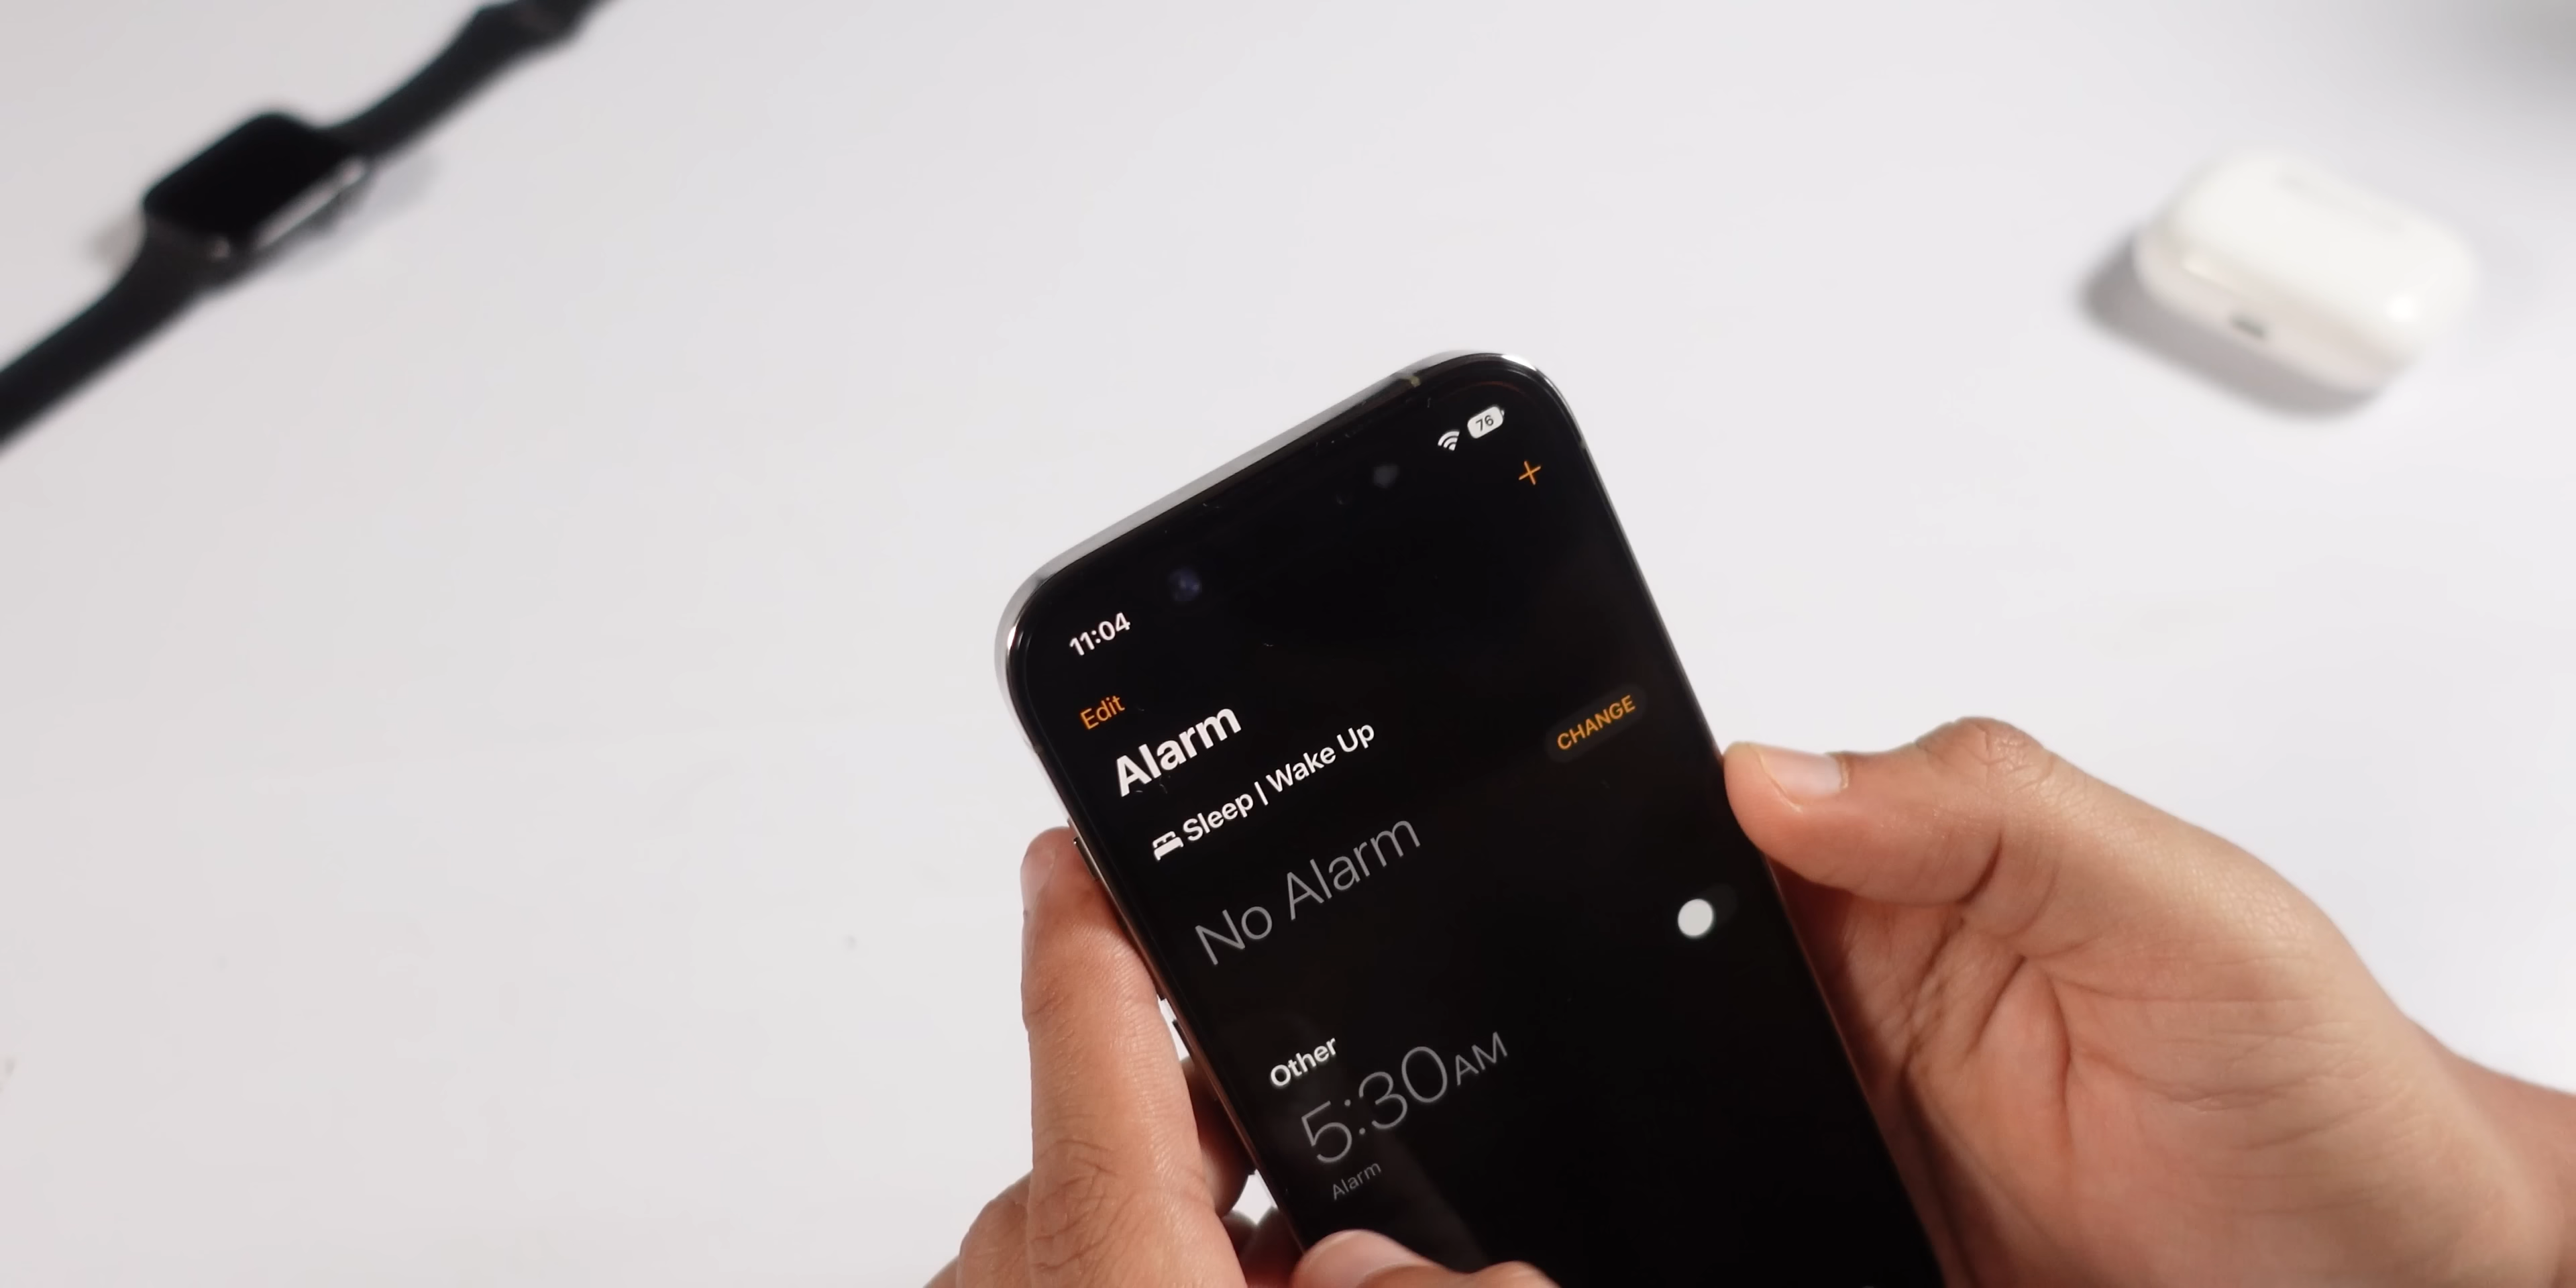 11:04
76
Edit
+
Alarm
Sleep | Wake Up
CHANGE
No Alarm
Other
5:30AM
Alarm